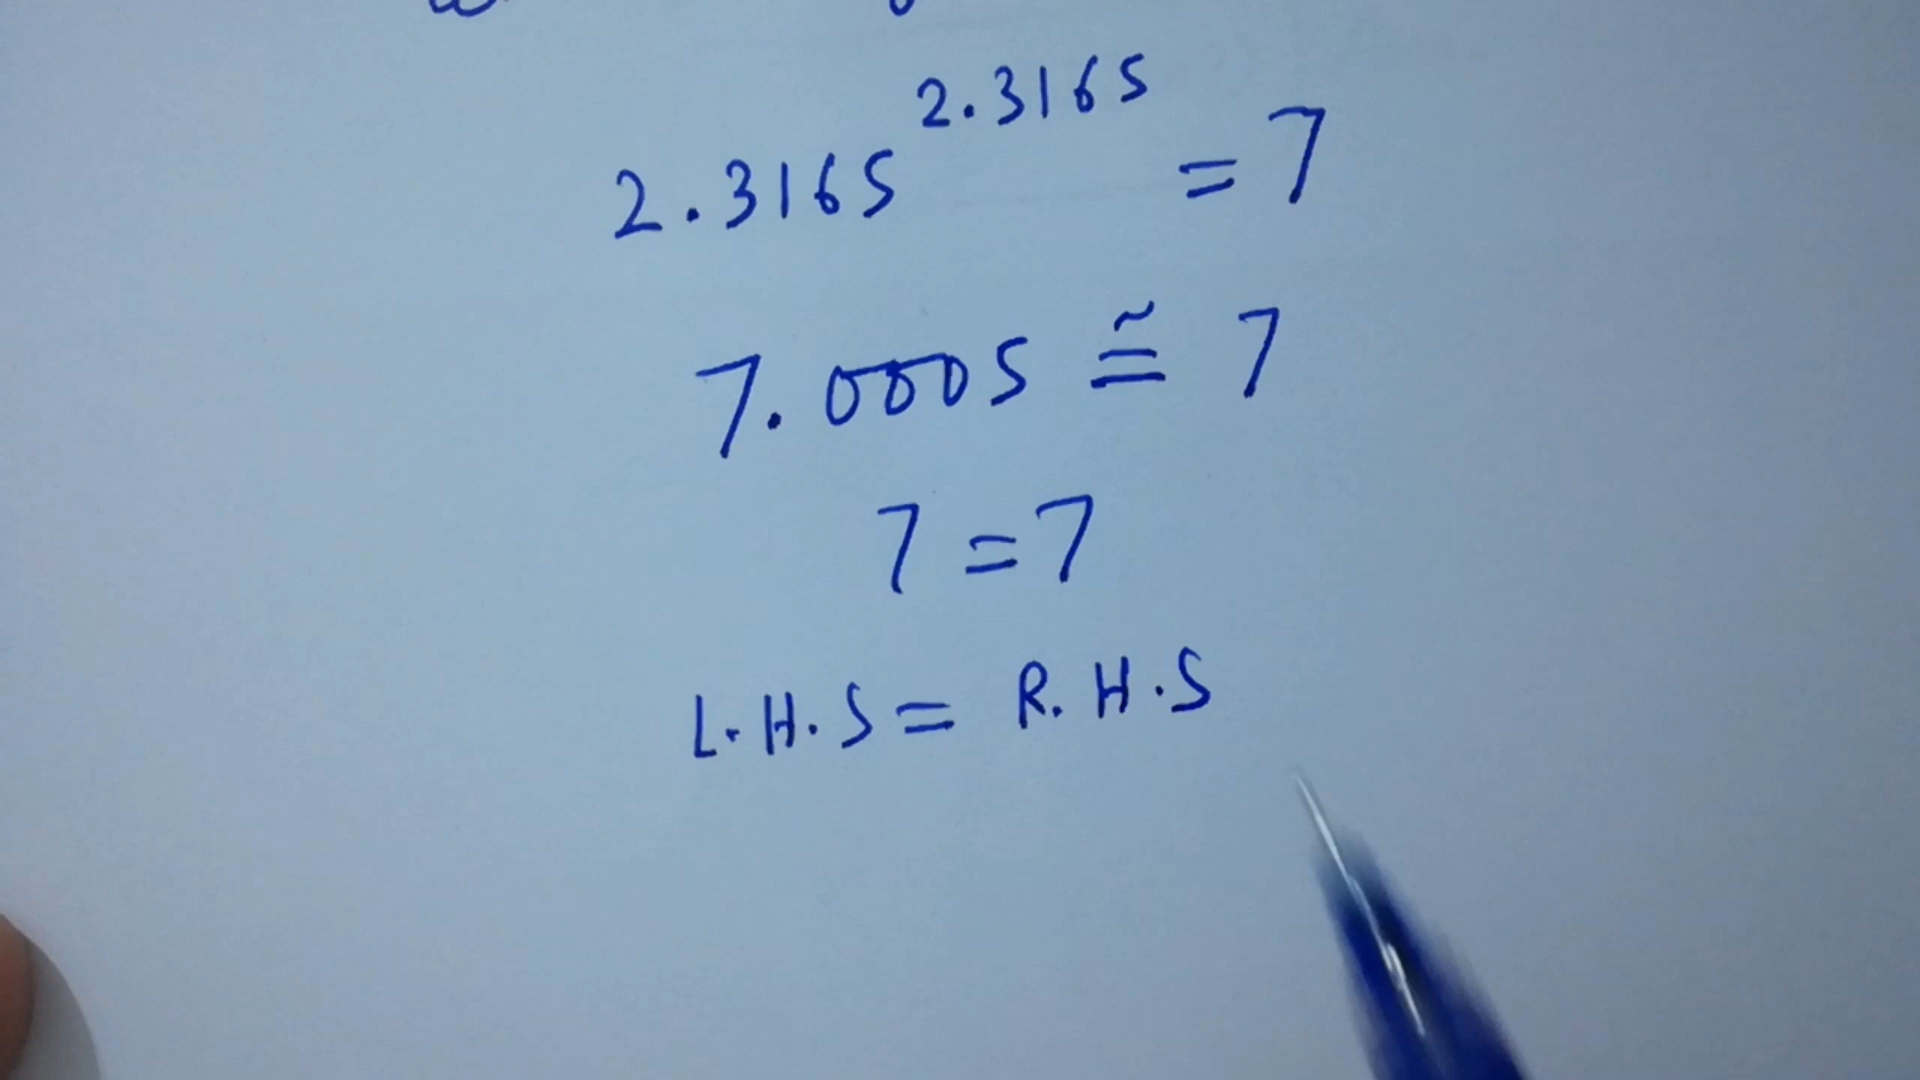 2.3165^2.3165 = 7
7.0005 ≅ 7
7 = 7
L.H.S = R.H.S